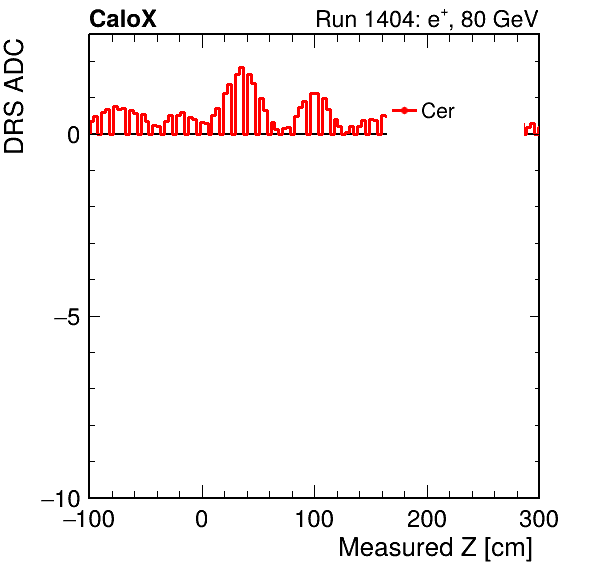 CaloX Run 1404: e+, 80 GeV
DRS ADC
Cer
0
−5
−10
−100 0 100 200 300
Measured Z [cm]